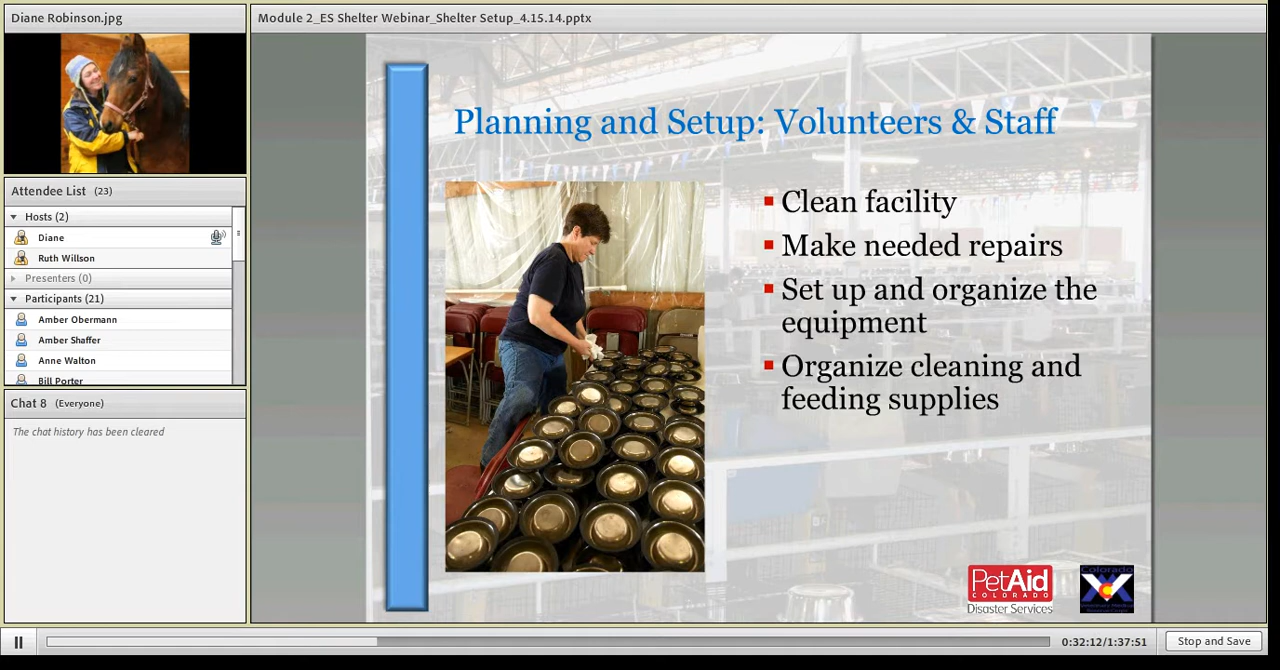 Diane Robinson.jpg
Module 2_ES Shelter Webinar_Shelter Setup_4.15.14.pptx
Attendee List (23)
Hosts (2)
Diane
Ruth Willson
Presenters (0)
Participants (21)
Amber Obermann
Amber Shaffer
Anne Walton
Bill Porter
Chat 8 (Everyone)
The chat history has been cleared
Planning and Setup: Volunteers & Staff
Clean facility
Make needed repairs
Set up and organize the
equipment
Organize cleaning and
feeding supplies
PetAid
COLORADO
Disaster Services
Colorado
0:32:12/1:37:51
Stop and Save